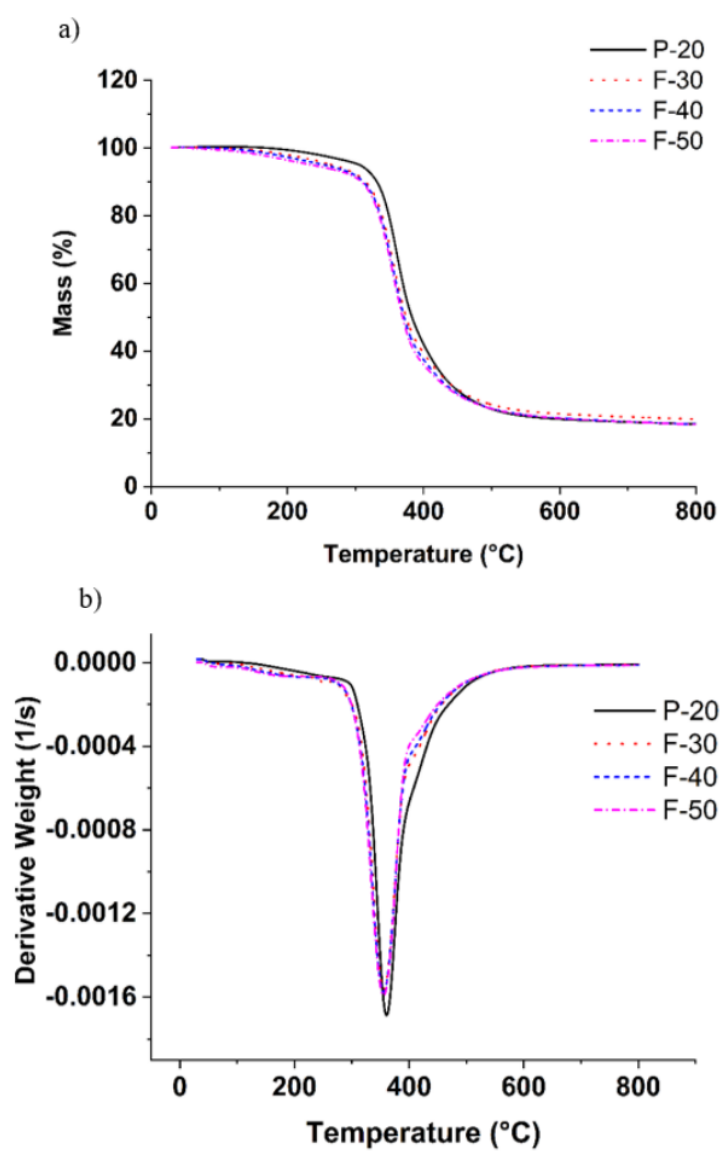 a)
P-20
F-30
F-40
F-50
120
100
80
60
40
20
0
Mass (%)
0 200 400 600 800
Temperature (°C)
b)
0.0000
-0.0004
-0.0008
-0.0012
-0.0016
Derivative Weight (1/s)
P-20
F-30
F-40
F-50
0 200 400 600 800
Temperature (°C)